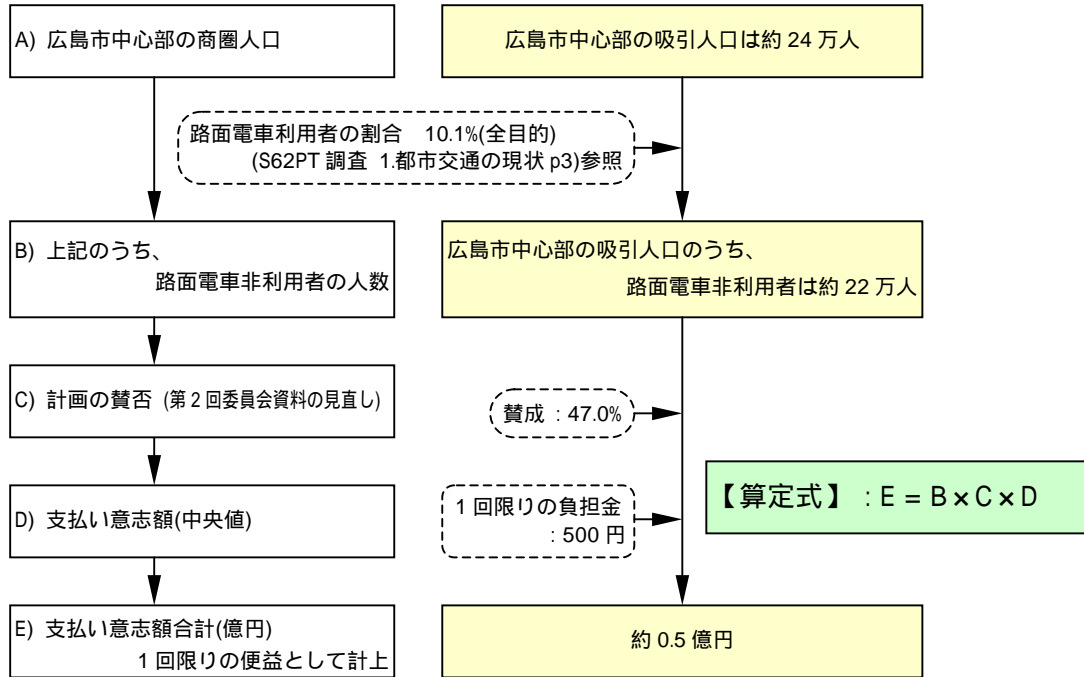 A) 広島市中心部の商圏人口
広島市中心部の吸引人口は約 24 万人
路面電車利用者の割合　10.1%(全目的)
(S62PT 調査 1.都市交通の現状 p3)参照
B) 上記のうち、
路面電車非利用者の人数
広島市中心部の吸引人口のうち、
路面電車非利用者は約 22 万人
C) 計画の賛否 (第２回委員会資料の見直し)
賛成：47.0%
D) 支払い意志額(中央値)
1 回限りの負担金
：500 円
【算定式】：E = B × C × D
E) 支払い意志額合計(億円)
1 回限りの便益として計上
約 0.5 億円